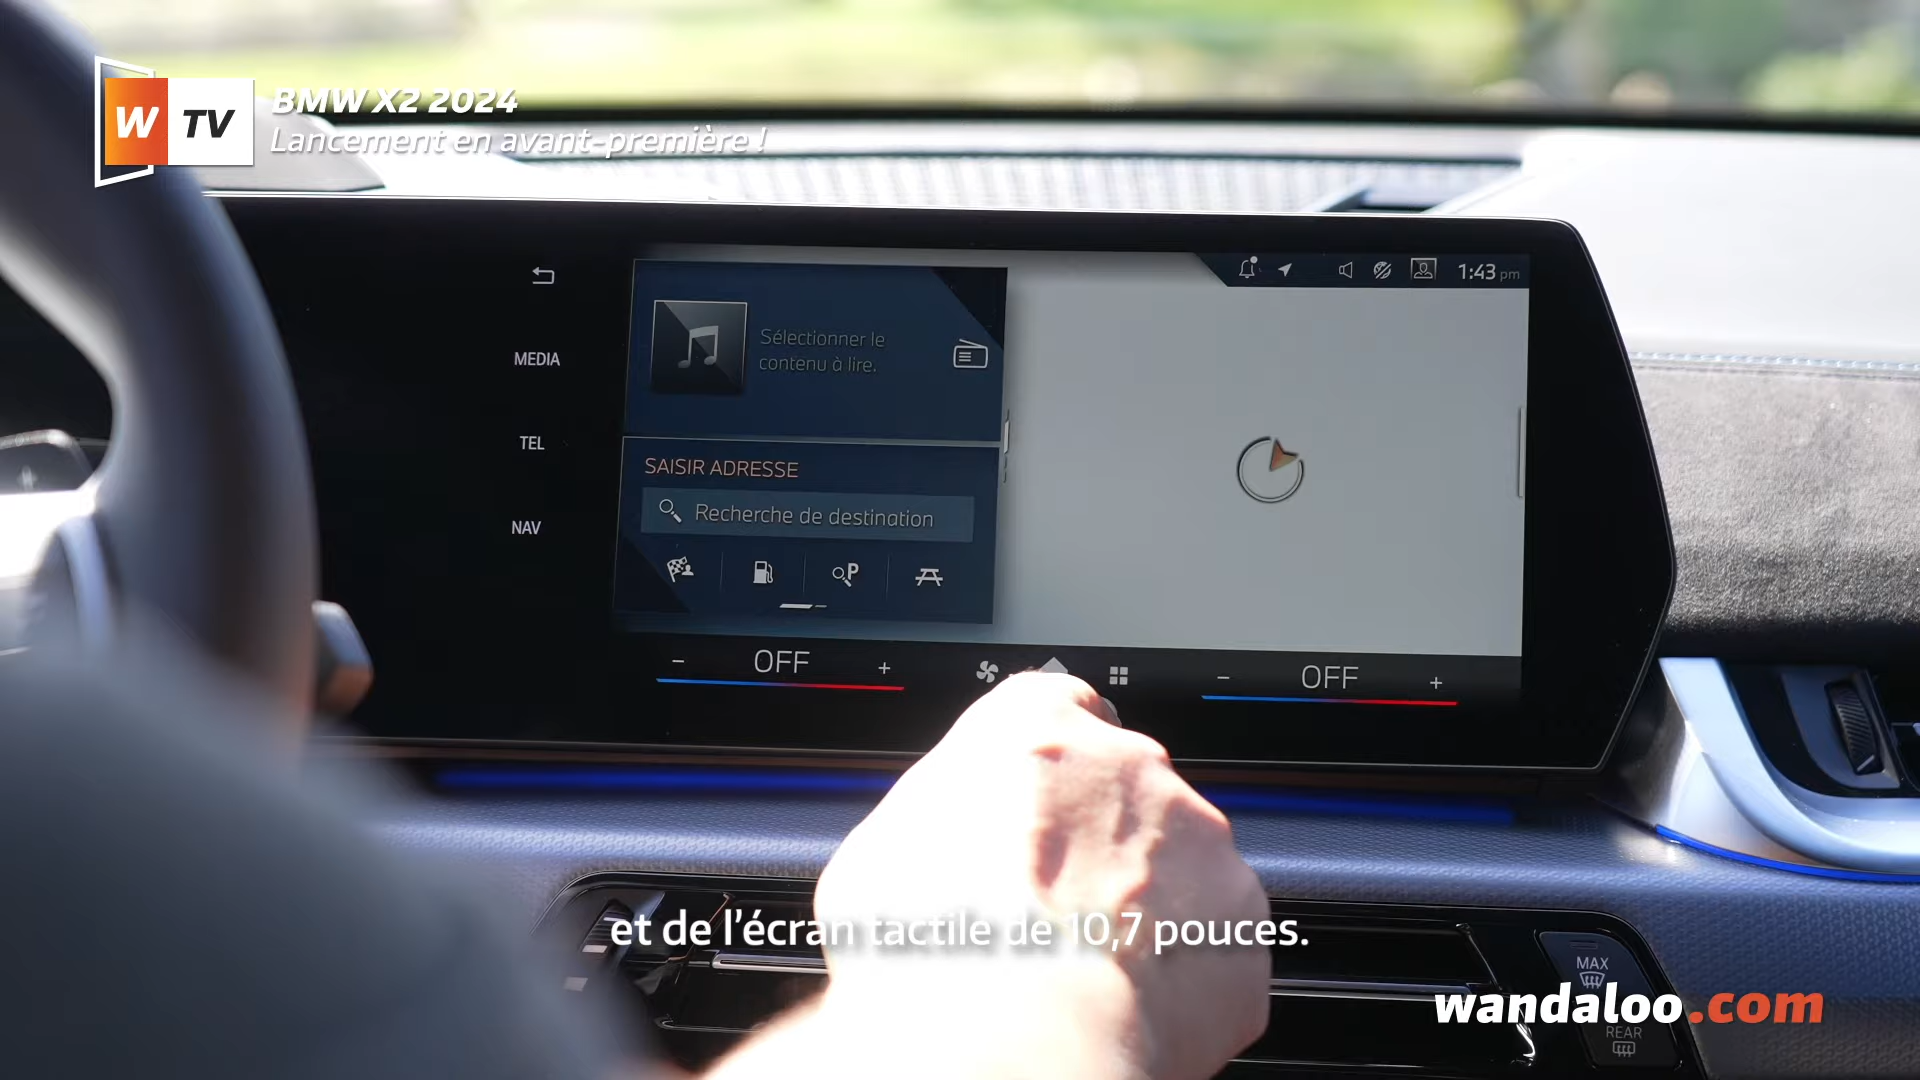 W TV
BMW X2 2024
Lancement en avant-première !
1:43 pm
MEDIA
TEL
NAV
Sélectionner le
contenu à lire.
SAISIR ADRESSE
Recherche de destination
P
- OFF +
- OFF +
et de l'écran tactile de 10,7 pouces.
MAX
REAR
wandaloo.com